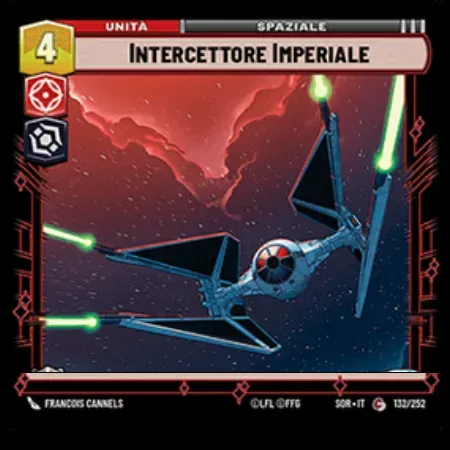 UNITÀ
SPAZIALE
4
INTERCETTORE IMPERIALE
FRANCOIS CANNELS
©LFL ©FFG
SOR • IT
C
132/252